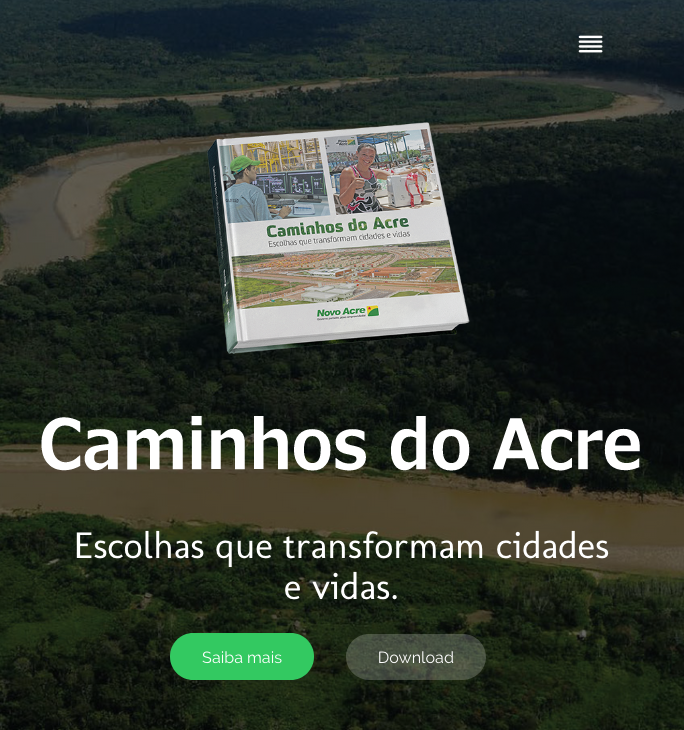 Caminhos do Acre
Escolhas que transformam cidades e vidas
Novo Acre
Caminhos do Acre
Escolhas que transformam cidades
e vidas.
Saiba mais
Download